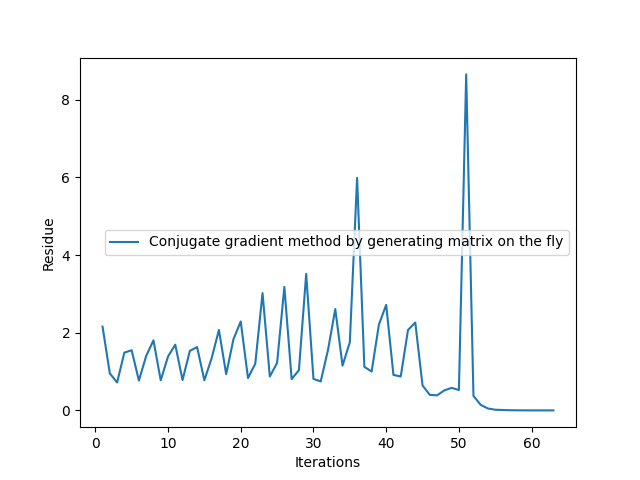 8
6
4
2
0
Residue
Conjugate gradient method by generating matrix on the fly
0 10 20 30 40 50 60
Iterations